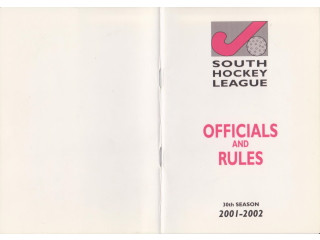 SOUTH
HOCKEY
LEAGUE
OFFICIALS
AND
RULES
30th SEASON
2001-2002